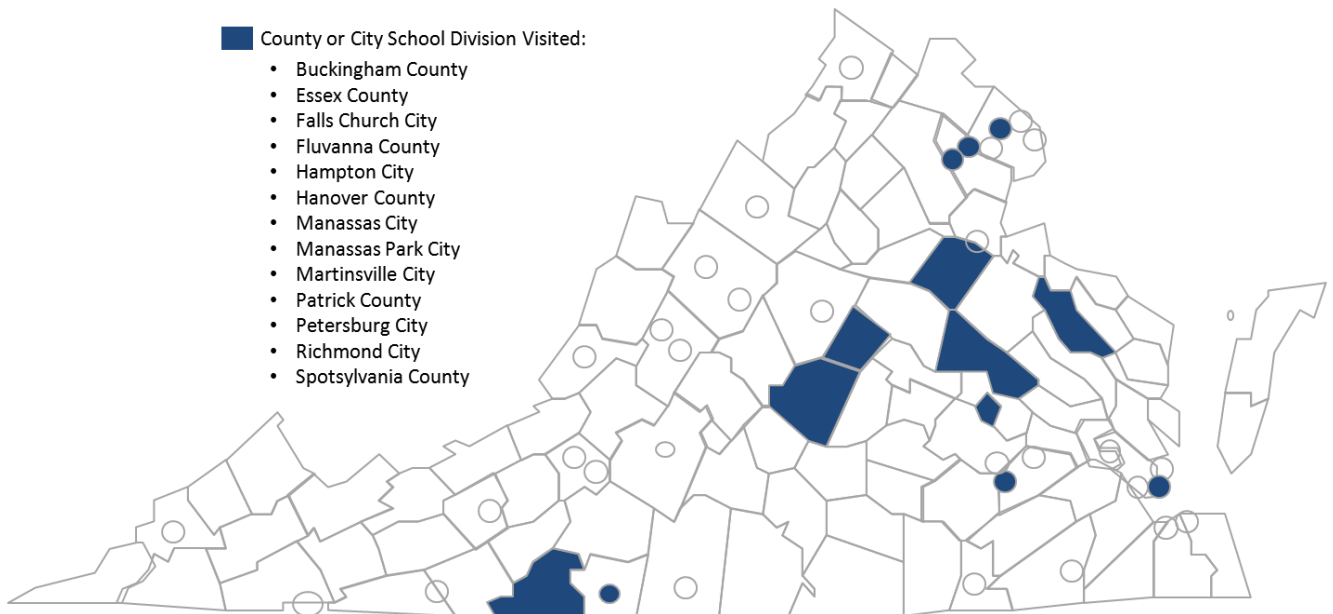 County or City School Division Visited:
• Buckingham County
• Essex County
• Falls Church City
• Fluvanna County
• Hampton City
• Hanover County
• Manassas City
• Manassas Park City
• Martinsville City
• Patrick County
• Petersburg City
• Richmond City
• Spotsylvania County